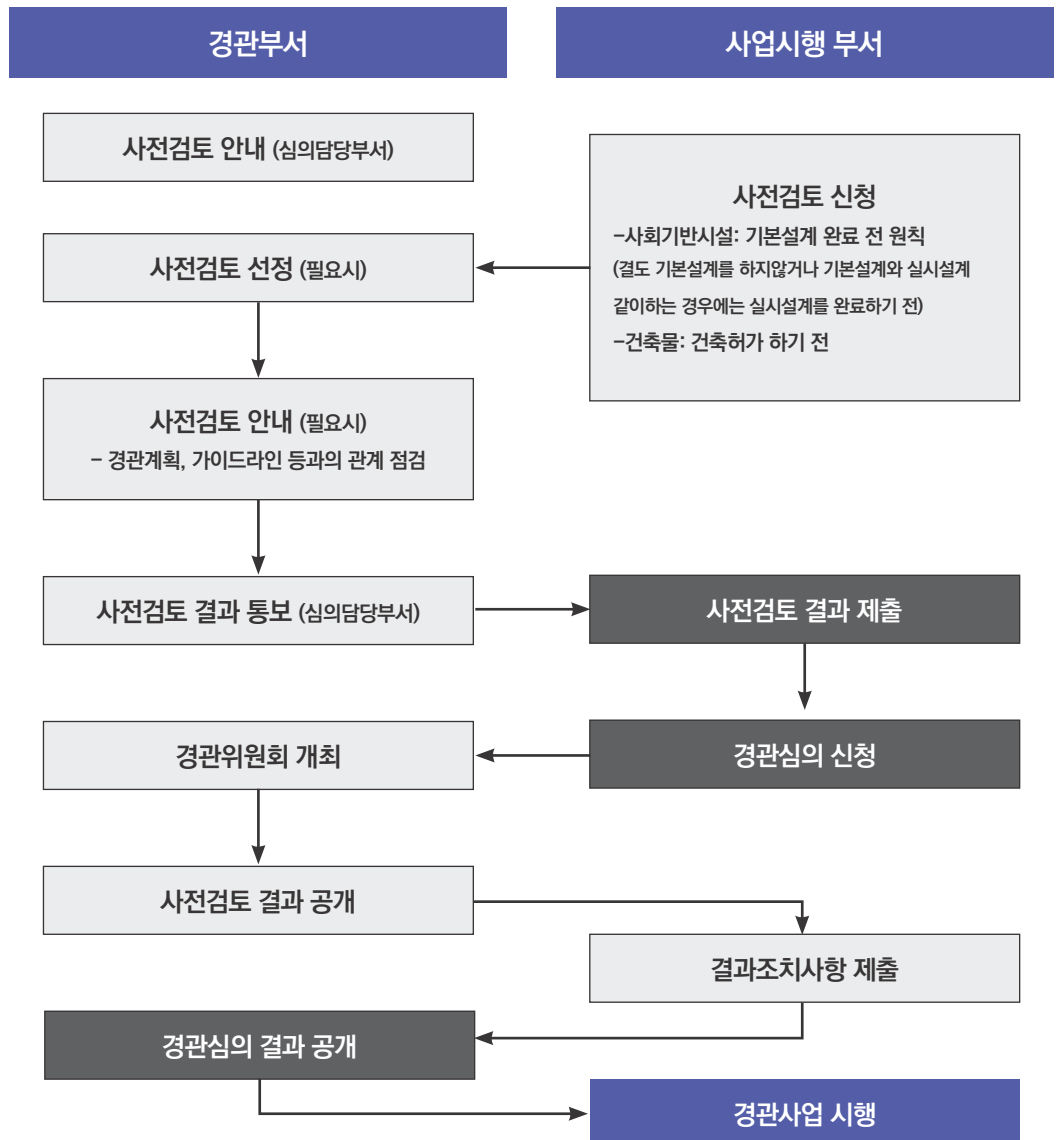 경관부서
사업시행 부서
사전검토 안내 (심의담당부서)
사전검토 신청
-사회기반시설: 기본설계 완료 전 원칙
(결도 기본설계를 하지않거나 기본설계와 실시설계
같이하는 경우에는 실시설계를 완료하기 전)
-건축물: 건축허가 하기 전
사전검토 선정 (필요시)
사전검토 안내 (필요시)
- 경관계획, 가이드라인 등과의 관계 점검
사전검토 결과 통보 (심의담당부서)
사전검토 결과 제출
경관심의 신청
경관위원회 개최
사전검토 결과 공개
결과조치사항 제출
경관심의 결과 공개
경관사업 시행